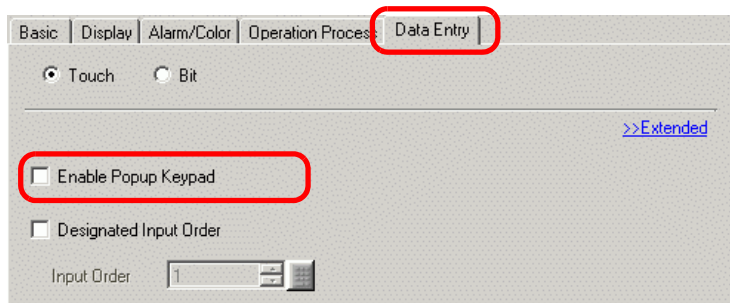 Basic Display Alarm/Color Operation Process Data Entry
Touch Bit
>>Extended
Enable Popup Keypad
Designated Input Order
Input Order 1